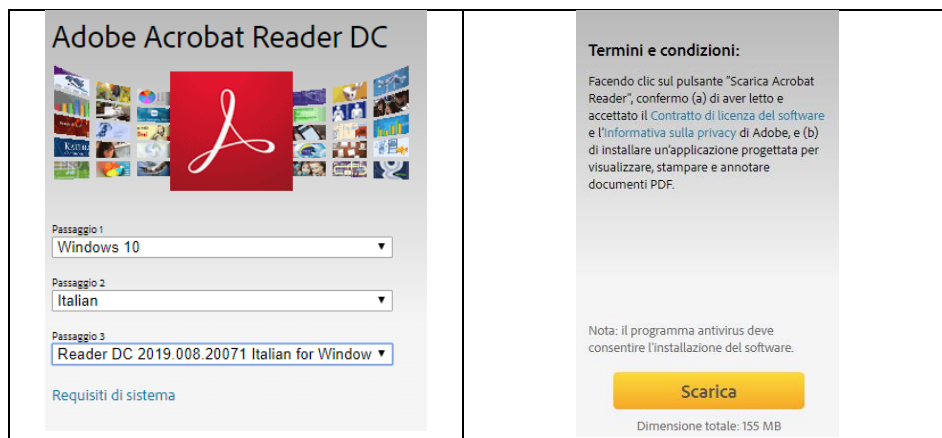 Adobe Acrobat Reader DC
Passaggio 1
Windows 10
Passaggio 2
Italian
Passaggio 3
Reader DC 2019.008.20071 Italian for Window
Requisiti di sistema
Termini e condizioni:
Facendo clic sul pulsante "Scarica Acrobat
Reader", confermo (a) di aver letto e
accettato il Contratto di licenza del software
e l'Informativa sulla privacy di Adobe, e (b)
di installare un'applicazione progettata per
visualizzare, stampare e annotare
documenti PDF.
Nota: il programma antivirus deve
consentire l'installazione del software.
Scarica
Dimensione totale: 155 MB